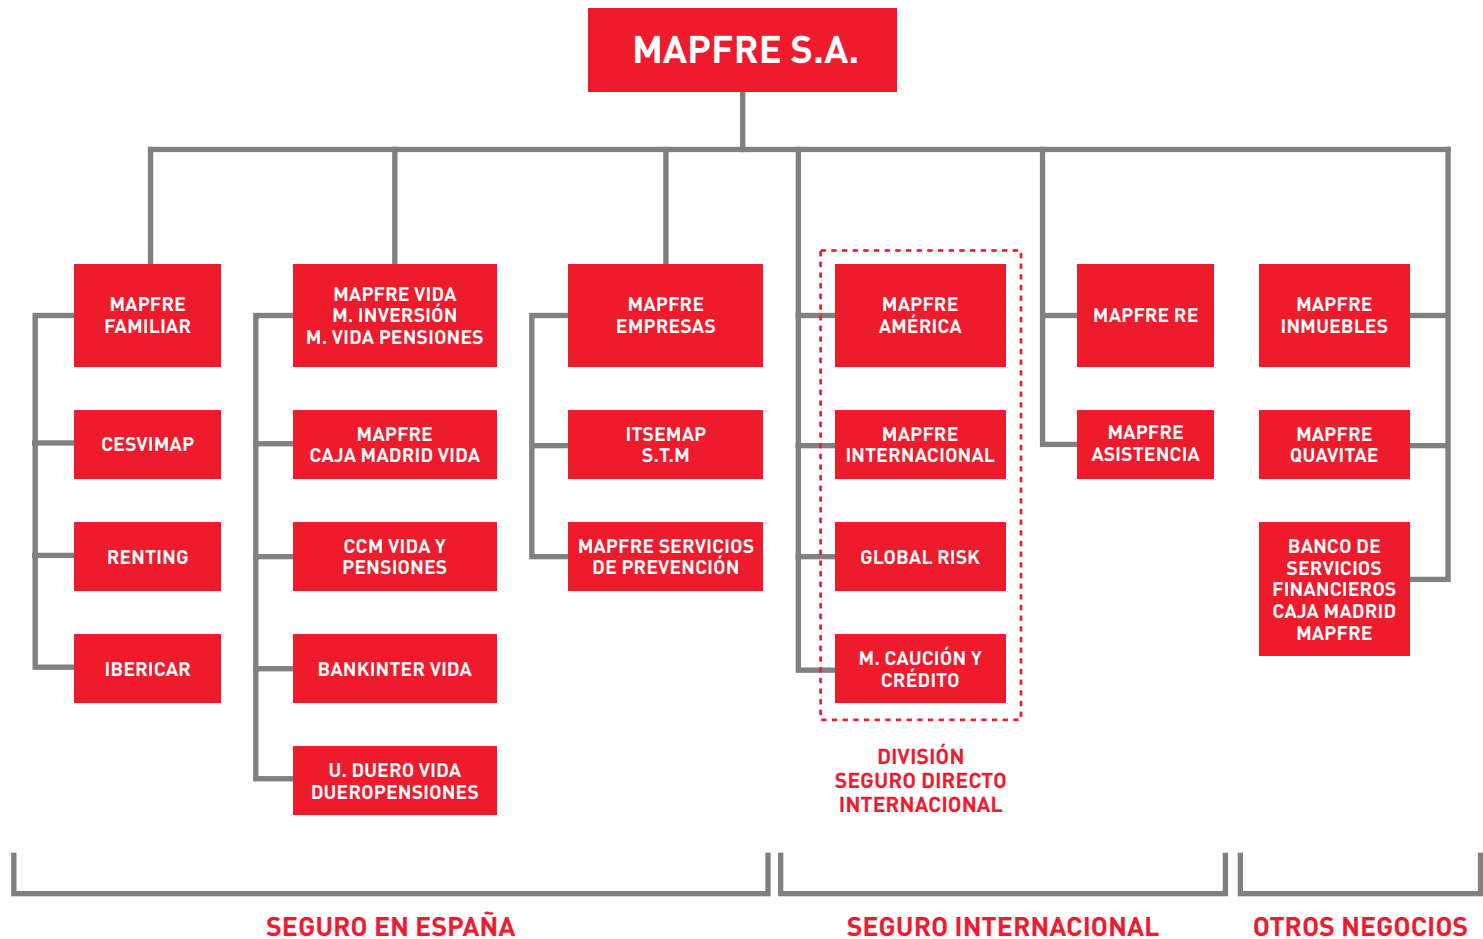 MAPFRE S.A.
MAPFRE
FAMILIAR
CESVIMAP
RENTING
IBERICAR
MAPFRE VIDA
M. INVERSIÓN
M. VIDA PENSIONES
MAPFRE
CAJA MADRID VIDA
CCM VIDA Y
PENSIONES
BANKINTER VIDA
U. DUERO VIDA
DUEROPENSIONES
MAPFRE
EMPRESAS
ITSEMAP
S.T.M
MAPFRE SERVICIOS
DE PREVENCIÓN
MAPFRE
AMÉRICA
MAPFRE
INTERNACIONAL
GLOBAL RISK
M. CAUCIÓN Y
CRÉDITO
DIVISIÓN
SEGURO DIRECTO
INTERNACIONAL
MAPFRE RE
MAPFRE
ASISTENCIA
MAPFRE
INMUEBLES
MAPFRE
QUAVITAE
BANCO DE
SERVICIOS
FINANCIEROS
CAJA MADRID
MAPFRE
SEGURO EN ESPAÑA
SEGURO INTERNACIONAL
OTROS NEGOCIOS